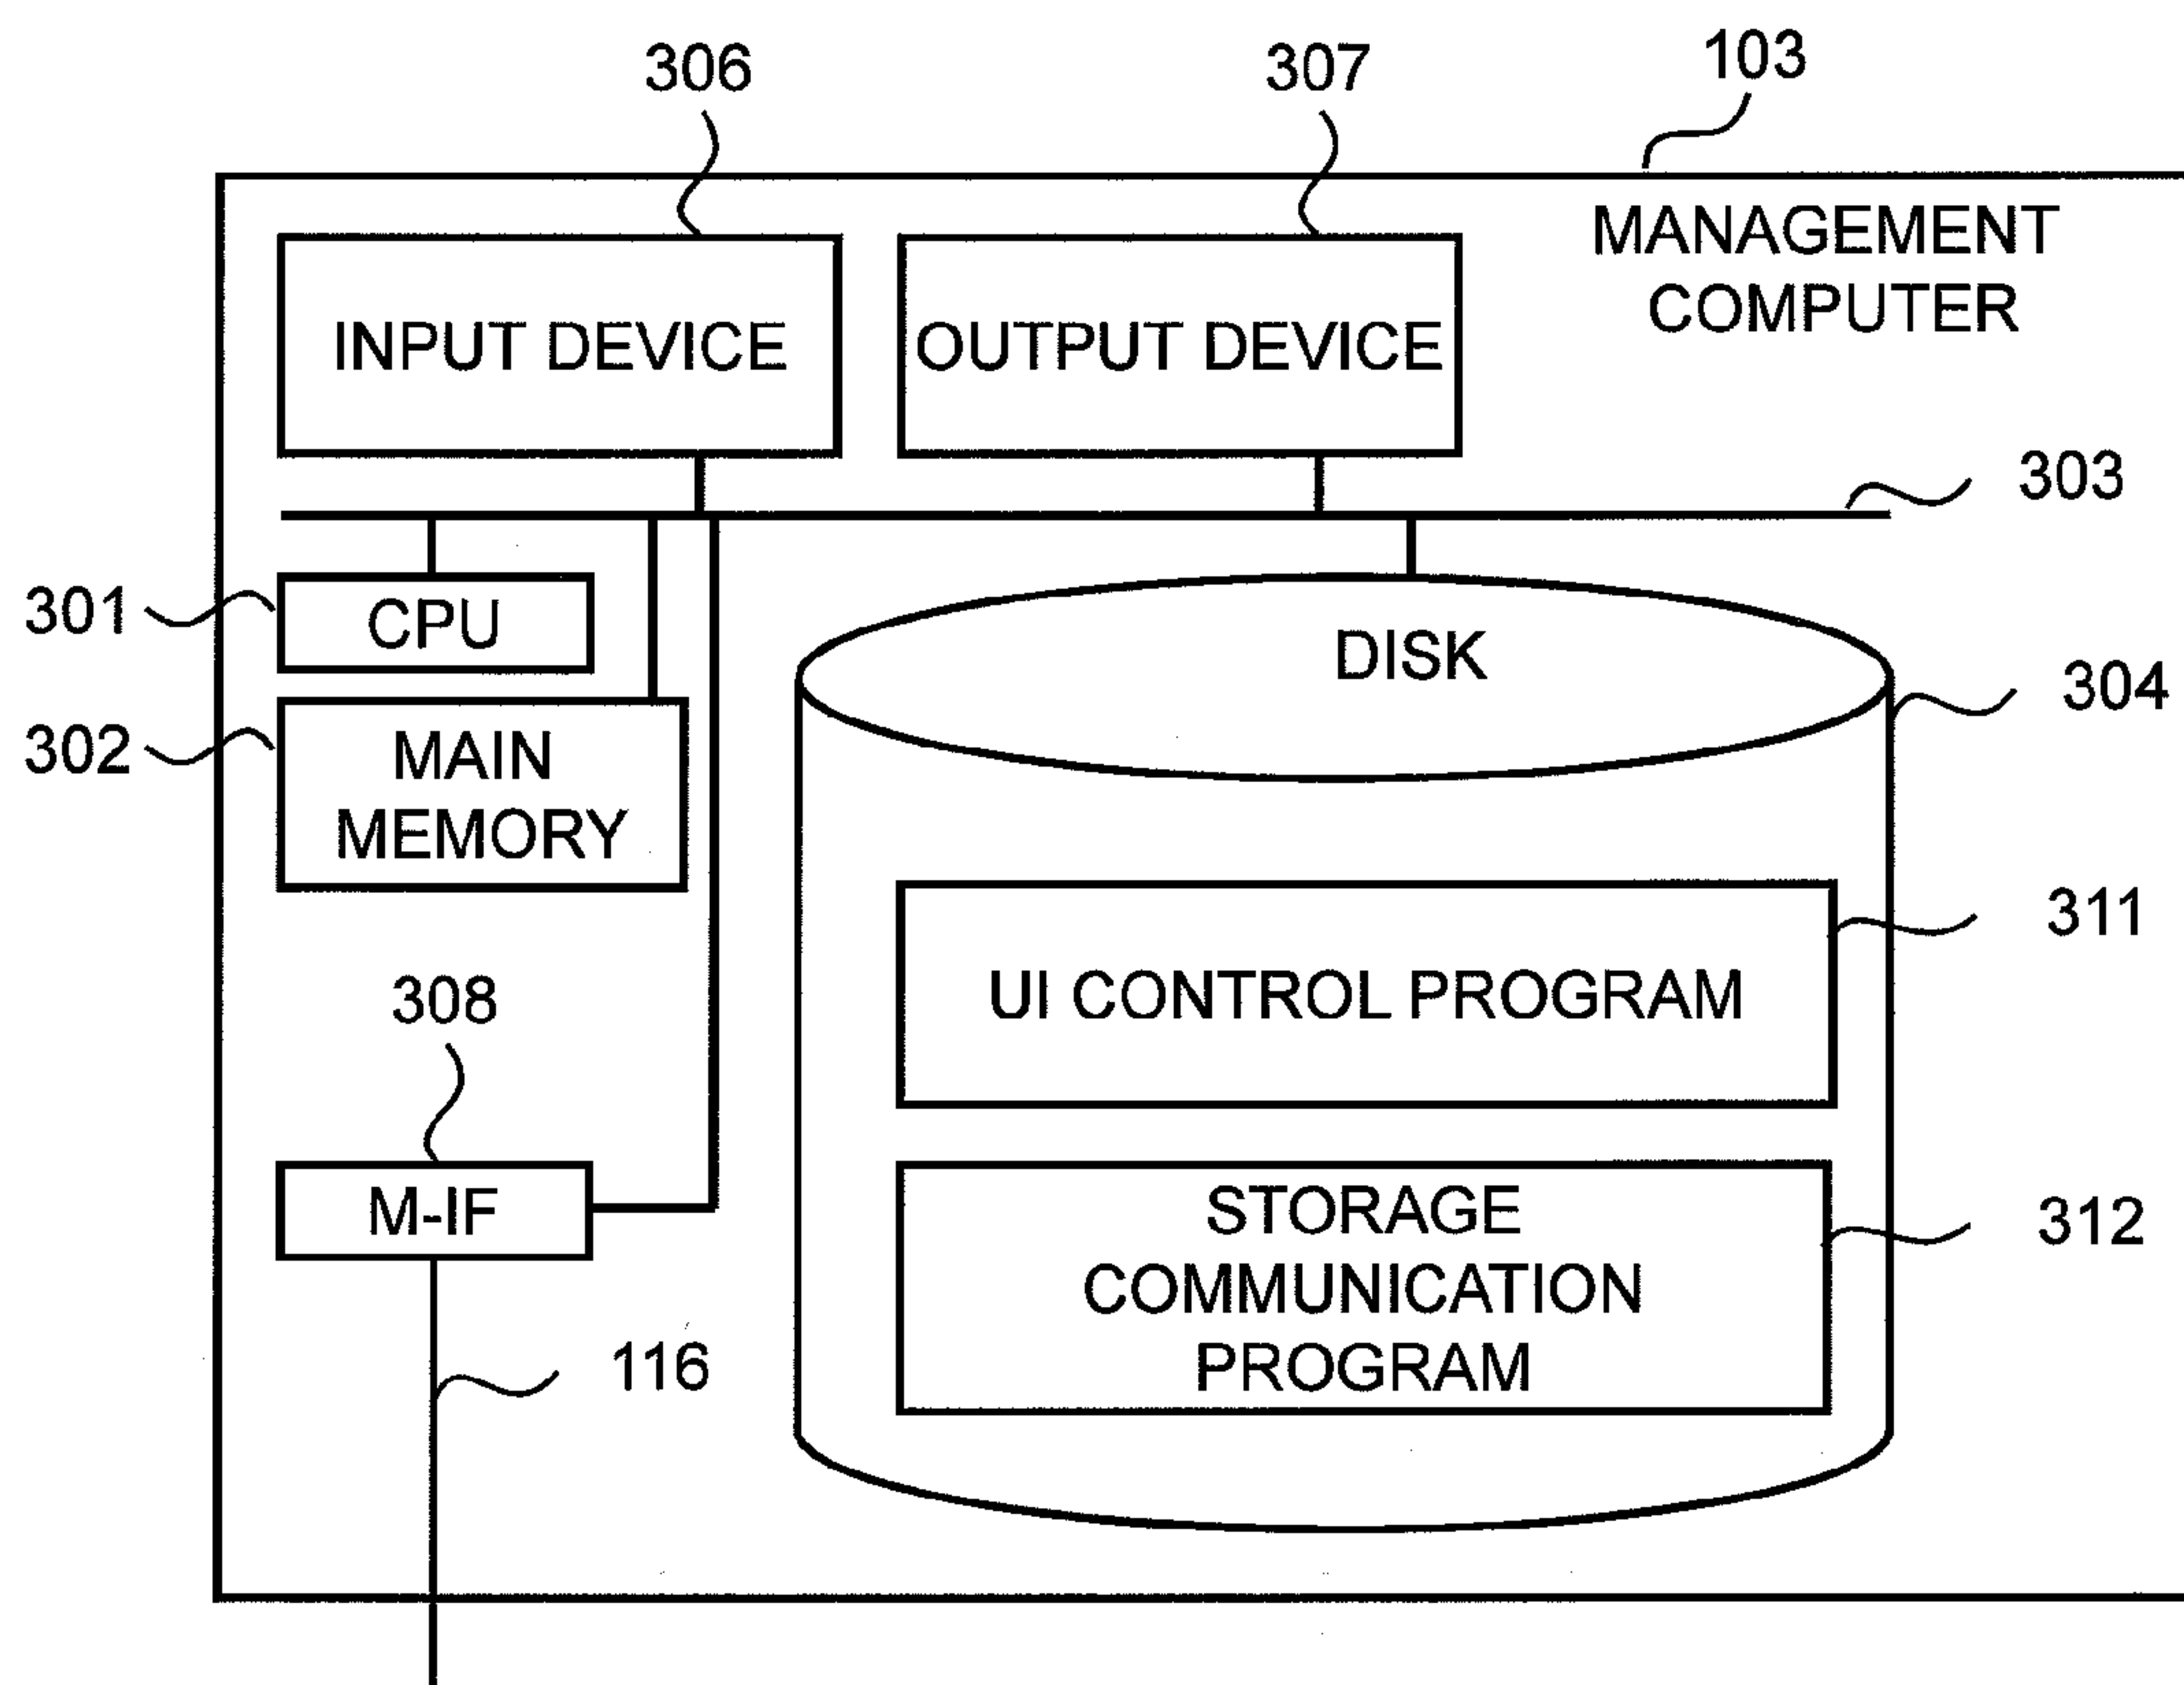 306
307
103
MANAGEMENT
COMPUTER
INPUT DEVICE
OUTPUT DEVICE
303
301
CPU
DISK
304
302
MAIN
MEMORY
311
UI CONTROL PROGRAM
308
M-IF
STORAGE
COMMUNICATION
PROGRAM
312
116